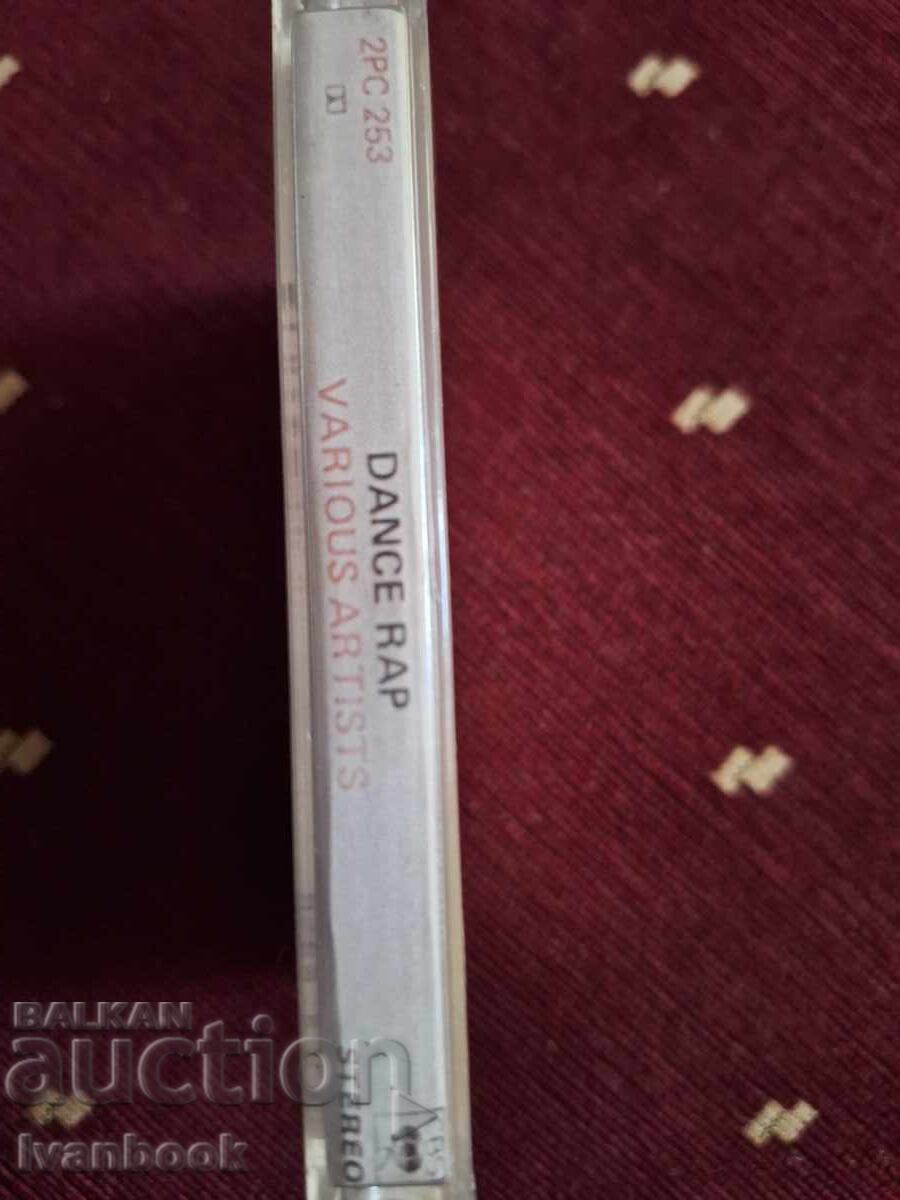 2PC 253
DANCE RAP
VARIOUS ARTISTS
STEREO
BALKAN
auction
Ivanbook